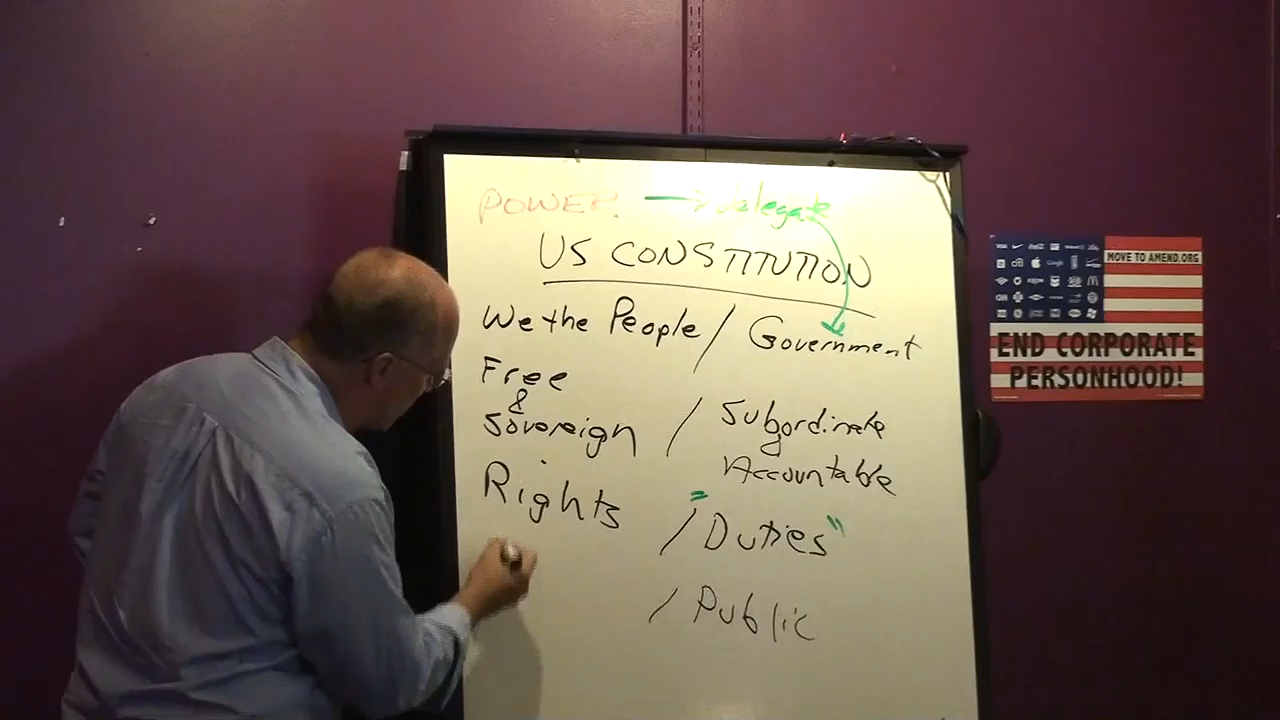 POWER → delegate
US CONSTITUTION
We the People / Government
Free
&
Sovereign / Subordinate
Accountable
Rights / "Duties"
/ Public
MOVE TO AMEND.ORG
END CORPORATE
PERSONHOOD!